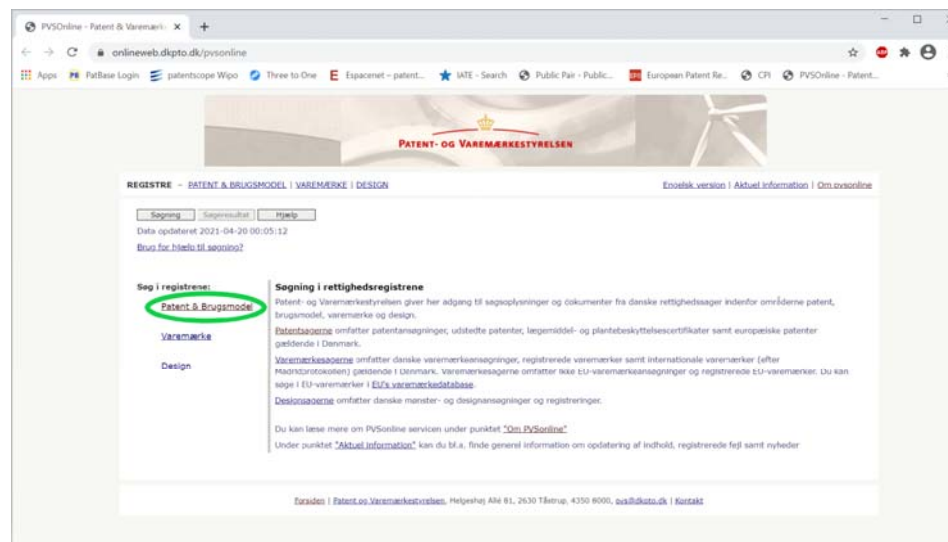 PVSOnline - Patent & Varemærk
onlineweb.dkpto.dk/pvsonline
Apps PatBase Login patentscope Wipo Three to One Espacenet – patent... IATE - Search Public Pair - Public... European Patent Re... CPI PVSOnline - Patent...
PATENT- OG VAREMÆRKESTYRELSEN
REGISTRE - PATENT & BRUGSMODEL | VAREMÆRKE | DESIGN Engelsk version | Aktuel information | Om pvsonline
Søgning Søgeresultat Hjælp
Data opdateret 2021-04-20 00:05:12
Brug for hjælp til søgning?
Søg i registrene:
Patent & Brugsmodel
Varemærke
Design
Søgning i rettighedsregistrene
Patent- og Varemærkestyrelsen giver her adgang til sagsoplysninger og dokumenter fra danske rettighedssager indenfor områderne patent,
brugsmodel, varemærke og design.
Patentsagerne omfatter patentansøgninger, udstedte patenter, lægemiddel- og plantebeskyttelsescertifikater samt europæiske patenter
gældende i Danmark.
Varemærkesagerne omfatter danske varemærkeansøgninger, registrerede varemærker samt internationale varemærker (efter
Madridprotokollen) gældende i Danmark. Varemærkesagerne omfatter ikke EU-varemærkeansøgninger og registrerede EU-varemærker. Du kan
søge i EU-varemærker i EU's varemærkedatabase.
Designsagerne omfatter danske mønster- og designansøgninger og registreringer.
Du kan læse mere om PVSonline servicen under punktet "Om PVSonline"
Under punktet "Aktuel information" kan du bl.a. finde generel information om opdatering af indhold, registrerede fejl samt nyheder
Forsiden | Patent og Varemærkestyrelsen, Helgeshøj Allé 81, 2630 Tåstrup, 4350 8000, pvs@dkpto.dk | Kontakt